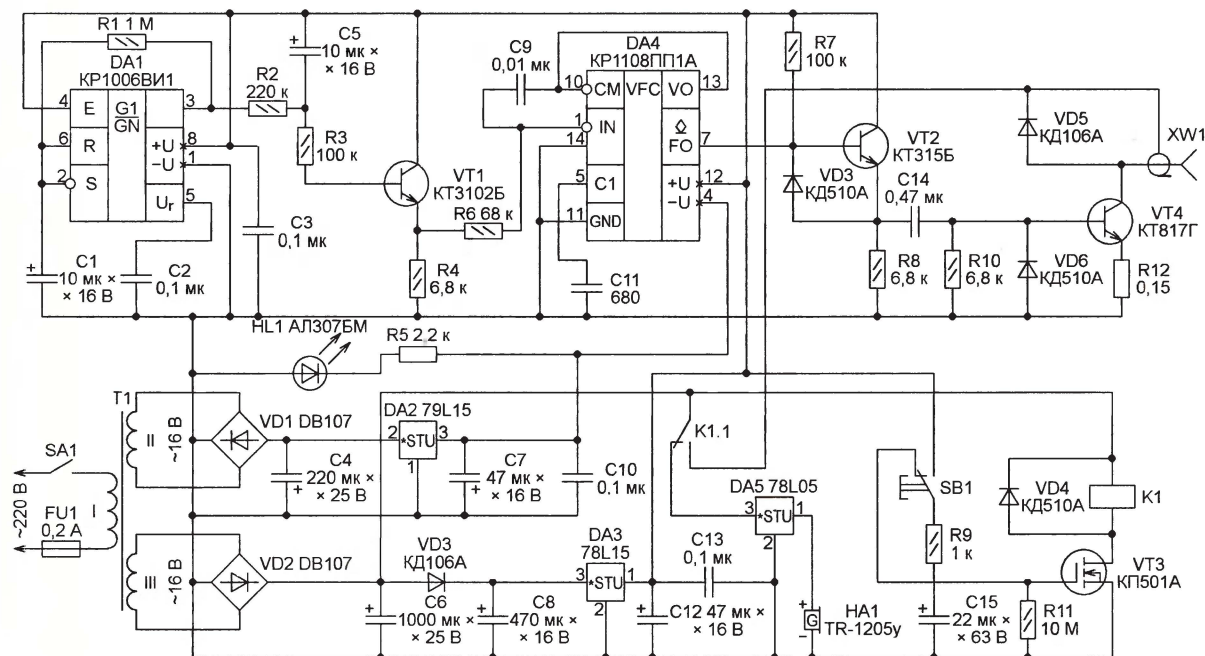 R1 1 М
DA1
КР1006ВИ1
4
E
G1
GN
3
6
R
+U
8
-U
1
2
S
5
Ur
R2
220 к
C5
10 мк ×
× 16 В
R3
100 к
VT1
КТ3102Б
R6 68 к
R4
6,8 к
C1
10 мк ×
× 16 В
C2
0,1 мк
C3
0,1 мк
C9
0,01 мк
DA4
КР1108ПП1А
10
CM
VFC
VO
13
1
IN
14
FO
7
5
C1
+U
12
-U
4
11
GND
C11
680
R7
100 к
VT2
КТ315Б
VD3
КД510А
C14
0,47 мк
R8
6,8 к
R10
6,8 к
VD5
КД106А
XW1
VT4
КТ817Г
VD6
КД510А
R12
0,15
HL1 АЛ307БМ
R5 2 2 к
T1
II
~16 В
VD1 DB107
DA2 79L15
2
*STU
3
1
C4
220 мк ×
× 25 В
C7
47 мк ×
× 16 В
C10
0.1 мк
SA1
~220 В
FU1
0,2 А
I
III
~16 В
VD2 DB107
VD3
КД106А
C6
1000 мк ×
× 25 В
C8
470 мк ×
× 16 В
DA3
78L15
3
*STU
1
2
C13
0,1 мк
C12 47 мк ×
× 16 В
K1.1
DA5 78L05
3
*STU
1
2
G
HA1
TR-1205y
SB1
R9
1 к
C15
22 мк ×
× 63 В
VD4
КД510А
K1
VT3
КП501А
R11
10 М